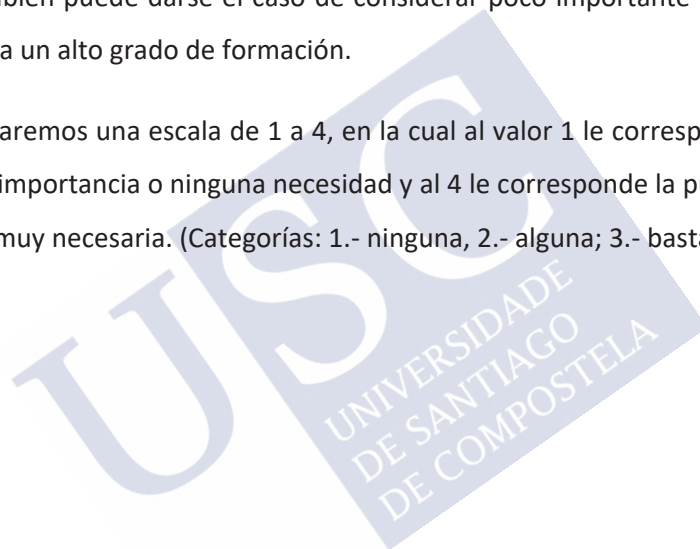 bién puede darse el caso de considerar poco importante
a un alto grado de formación.
aremos una escala de 1 a 4, en la cual al valor 1 le corresp
importancia o ninguna necesidad y al 4 le corresponde la p
muy necesaria. (Categorías: 1.- ninguna, 2.- alguna; 3.- basta
USC
UNIVERSIDADE
DE SANTIAGO
DE COMPOSTELA